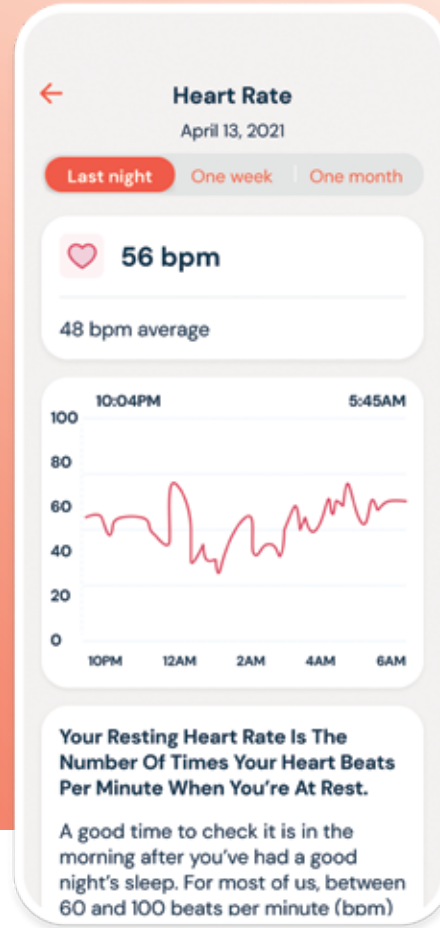 Heart Rate
April 13, 2021
Last night One week One month
56 bpm
48 bpm average
10:04PM 5:45AM
100
80
60
40
20
0
10PM 12AM 2AM 4AM 6AM
Your Resting Heart Rate Is The
Number Of Times Your Heart Beats
Per Minute When You're At Rest.
A good time to check it is in the
morning after you've had a good
night's sleep. For most of us, between
60 and 100 beats per minute (bpm)